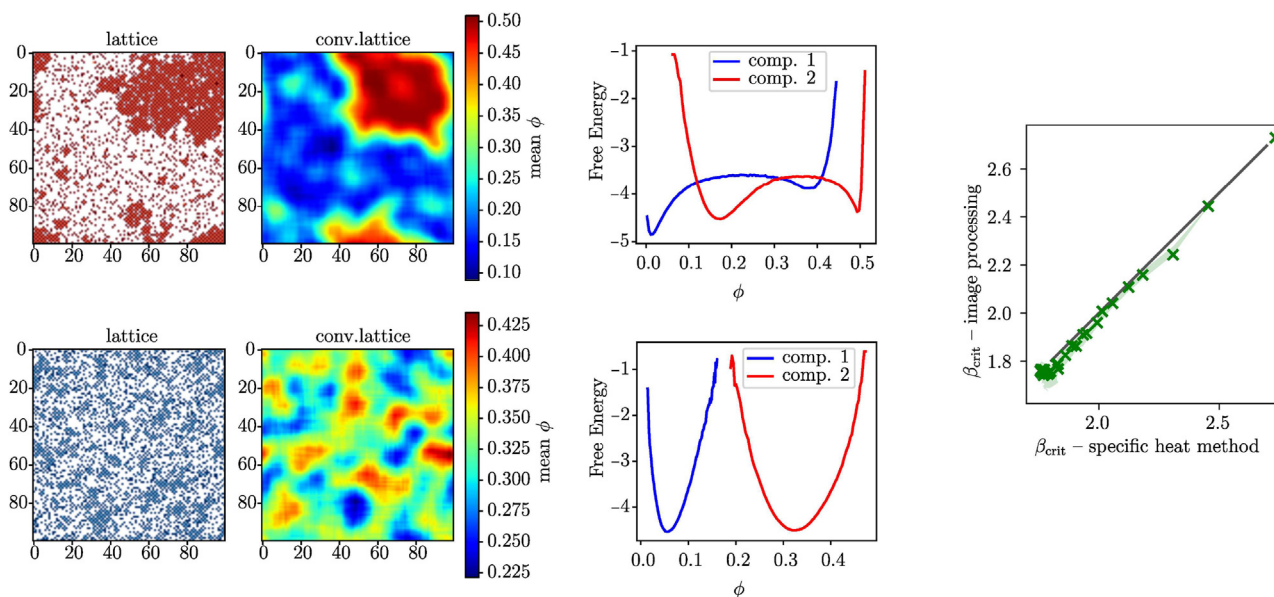 lattice
0
20
40
60
80
0 20 40 60 80
conv.lattice
0
20
40
60
80
0 20 40 60 80
0.50
0.45
0.40
0.35
0.30
0.25
0.20
0.15
0.10
mean ϕ
Free Energy
−1
−2
−3
−4
−5
comp. 1
comp. 2
0.0 0.1 0.2 0.3 0.4 0.5
ϕ
lattice
0
20
40
60
80
0 20 40 60 80
conv.lattice
0
20
40
60
80
0 20 40 60 80
0.425
0.400
0.375
0.350
0.325
0.300
0.275
0.250
0.225
mean ϕ
Free Energy
−1
−2
−3
−4
comp. 1
comp. 2
0.0 0.1 0.2 0.3 0.4
ϕ
β_crit – image processing
2.6
2.4
2.2
2.0
1.8
2.0 2.5
β_crit – specific heat method